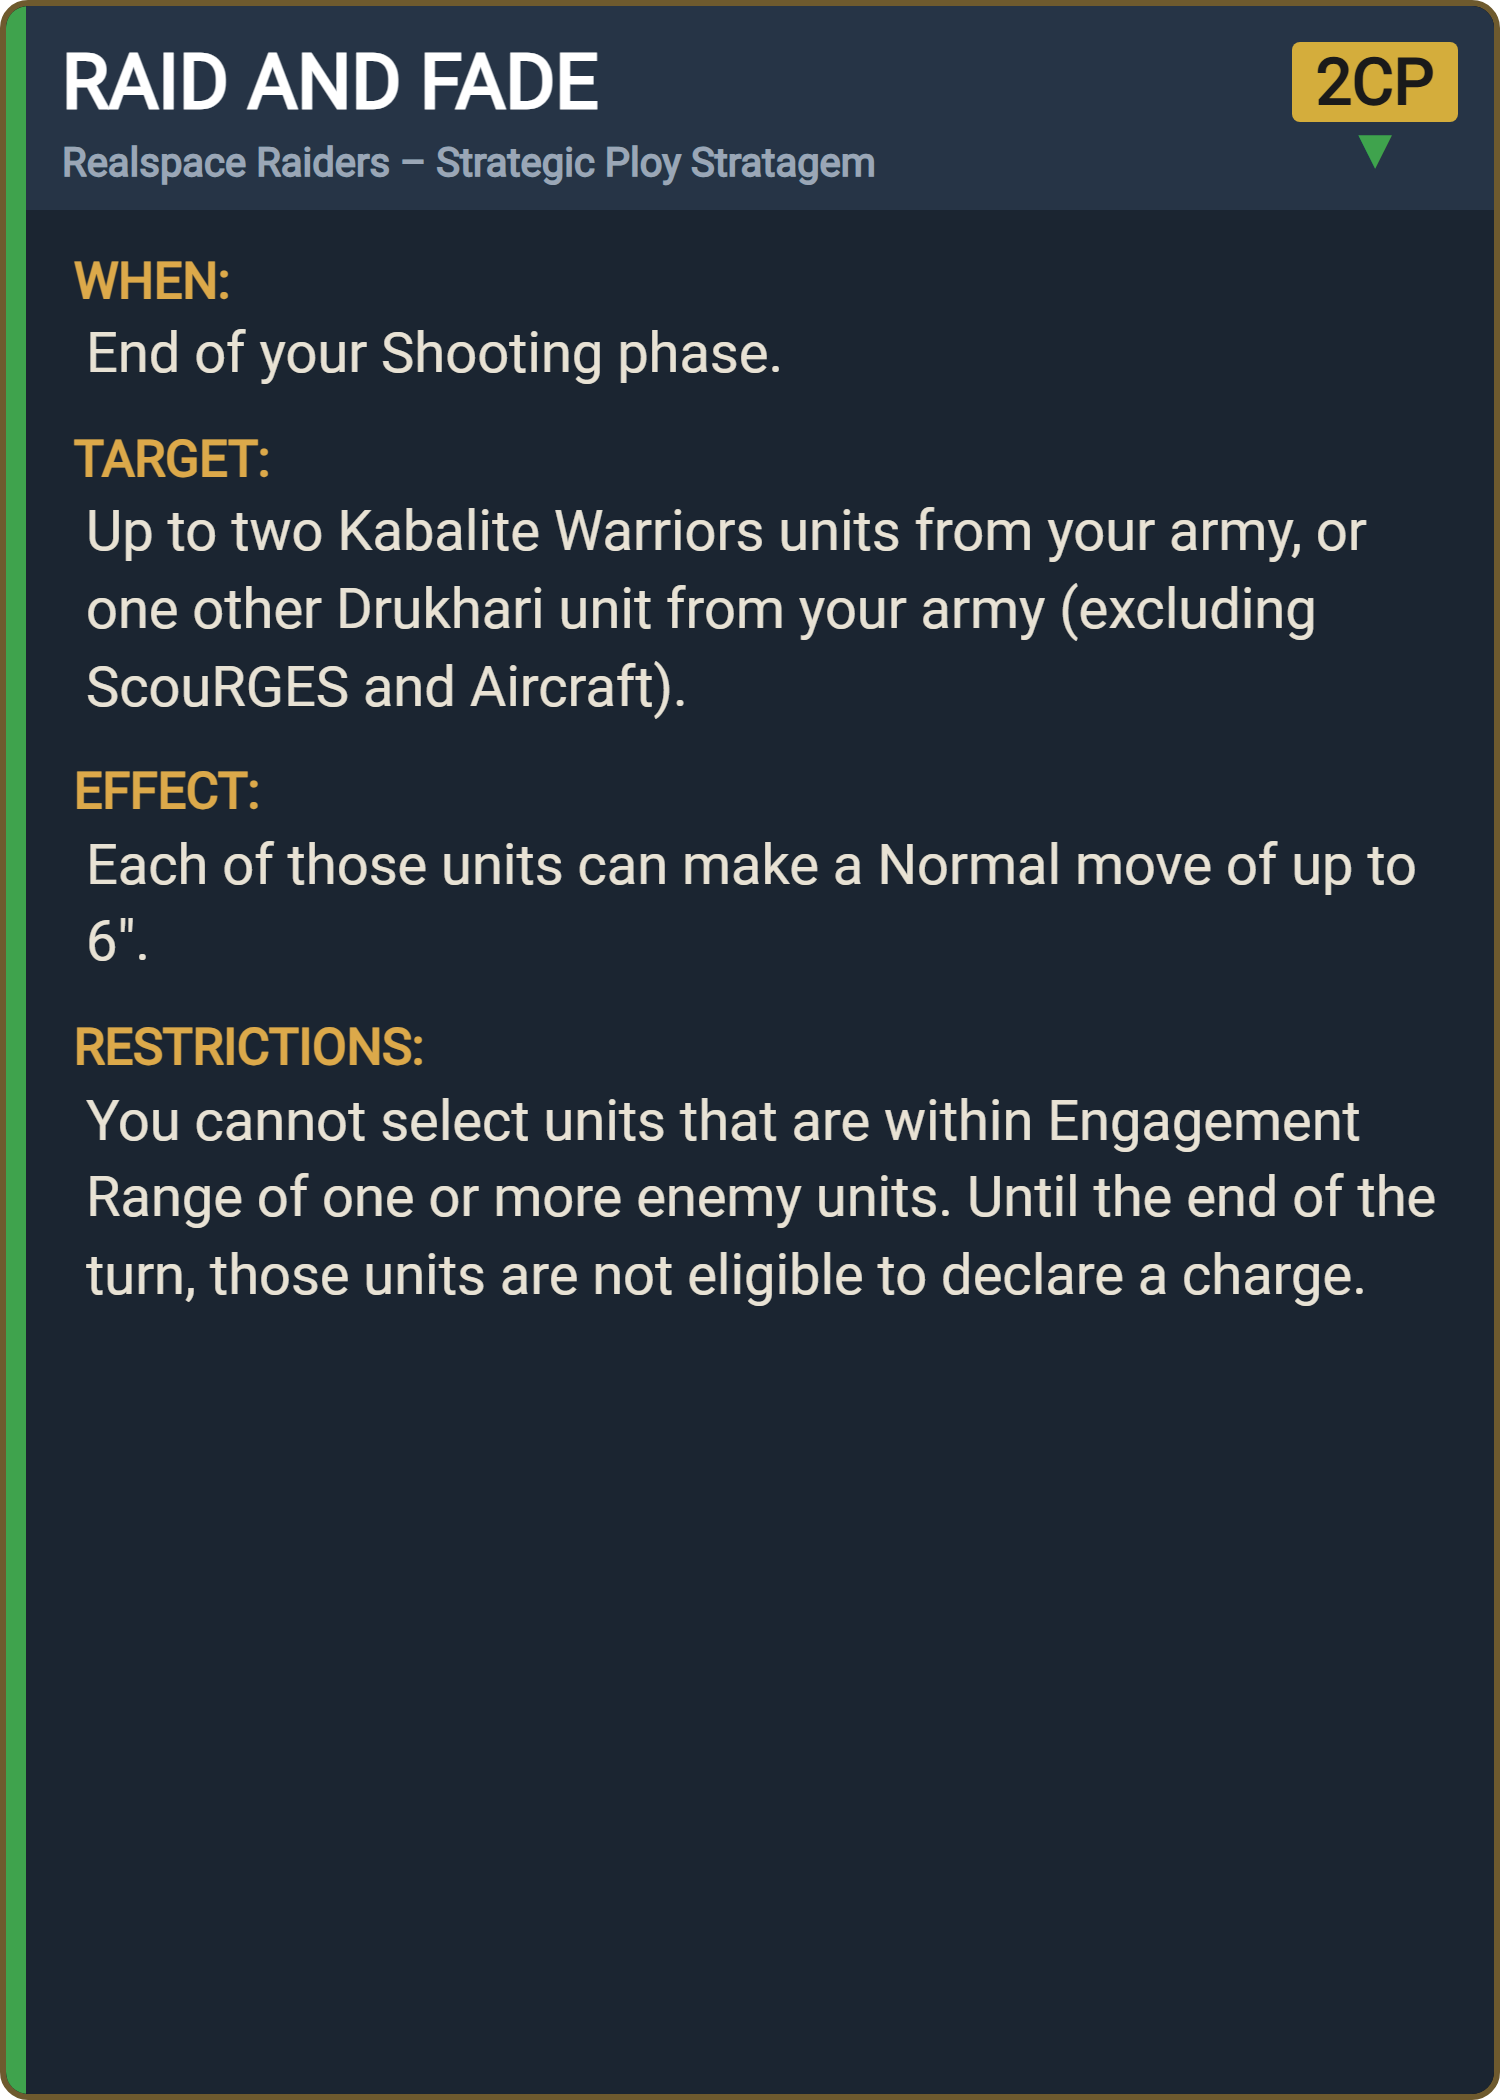 RAID AND FADE
2CP
Realspace Raiders – Strategic Ploy Stratagem
WHEN:
End of your Shooting phase.
TARGET:
Up to two Kabalite Warriors units from your army, or
one other Drukhari unit from your army (excluding
ScouRGES and Aircraft).
EFFECT:
Each of those units can make a Normal move of up to
6".
RESTRICTIONS:
You cannot select units that are within Engagement
Range of one or more enemy units. Until the end of the
turn, those units are not eligible to declare a charge.